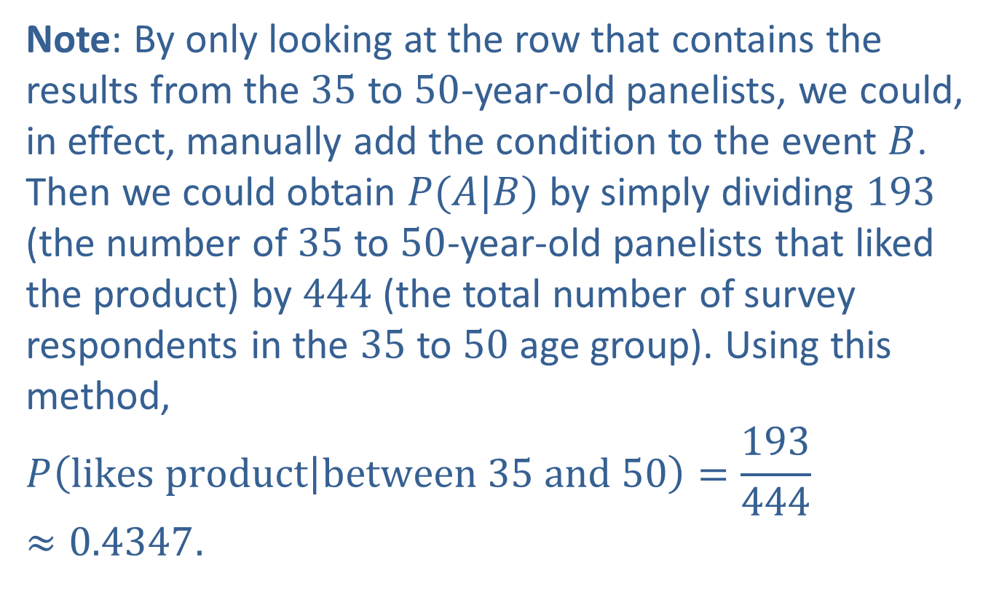 Note: By only looking at the row that contains the
results from the 35 to 50-year-old panelists, we could,
in effect, manually add the condition to the event B.
Then we could obtain P(A|B) by simply dividing 193
(the number of 35 to 50-year-old panelists that liked
the product) by 444 (the total number of survey
respondents in the 35 to 50 age group). Using this
method,
P(likes product|between 35 and 50) = 193/444
≈ 0.4347.